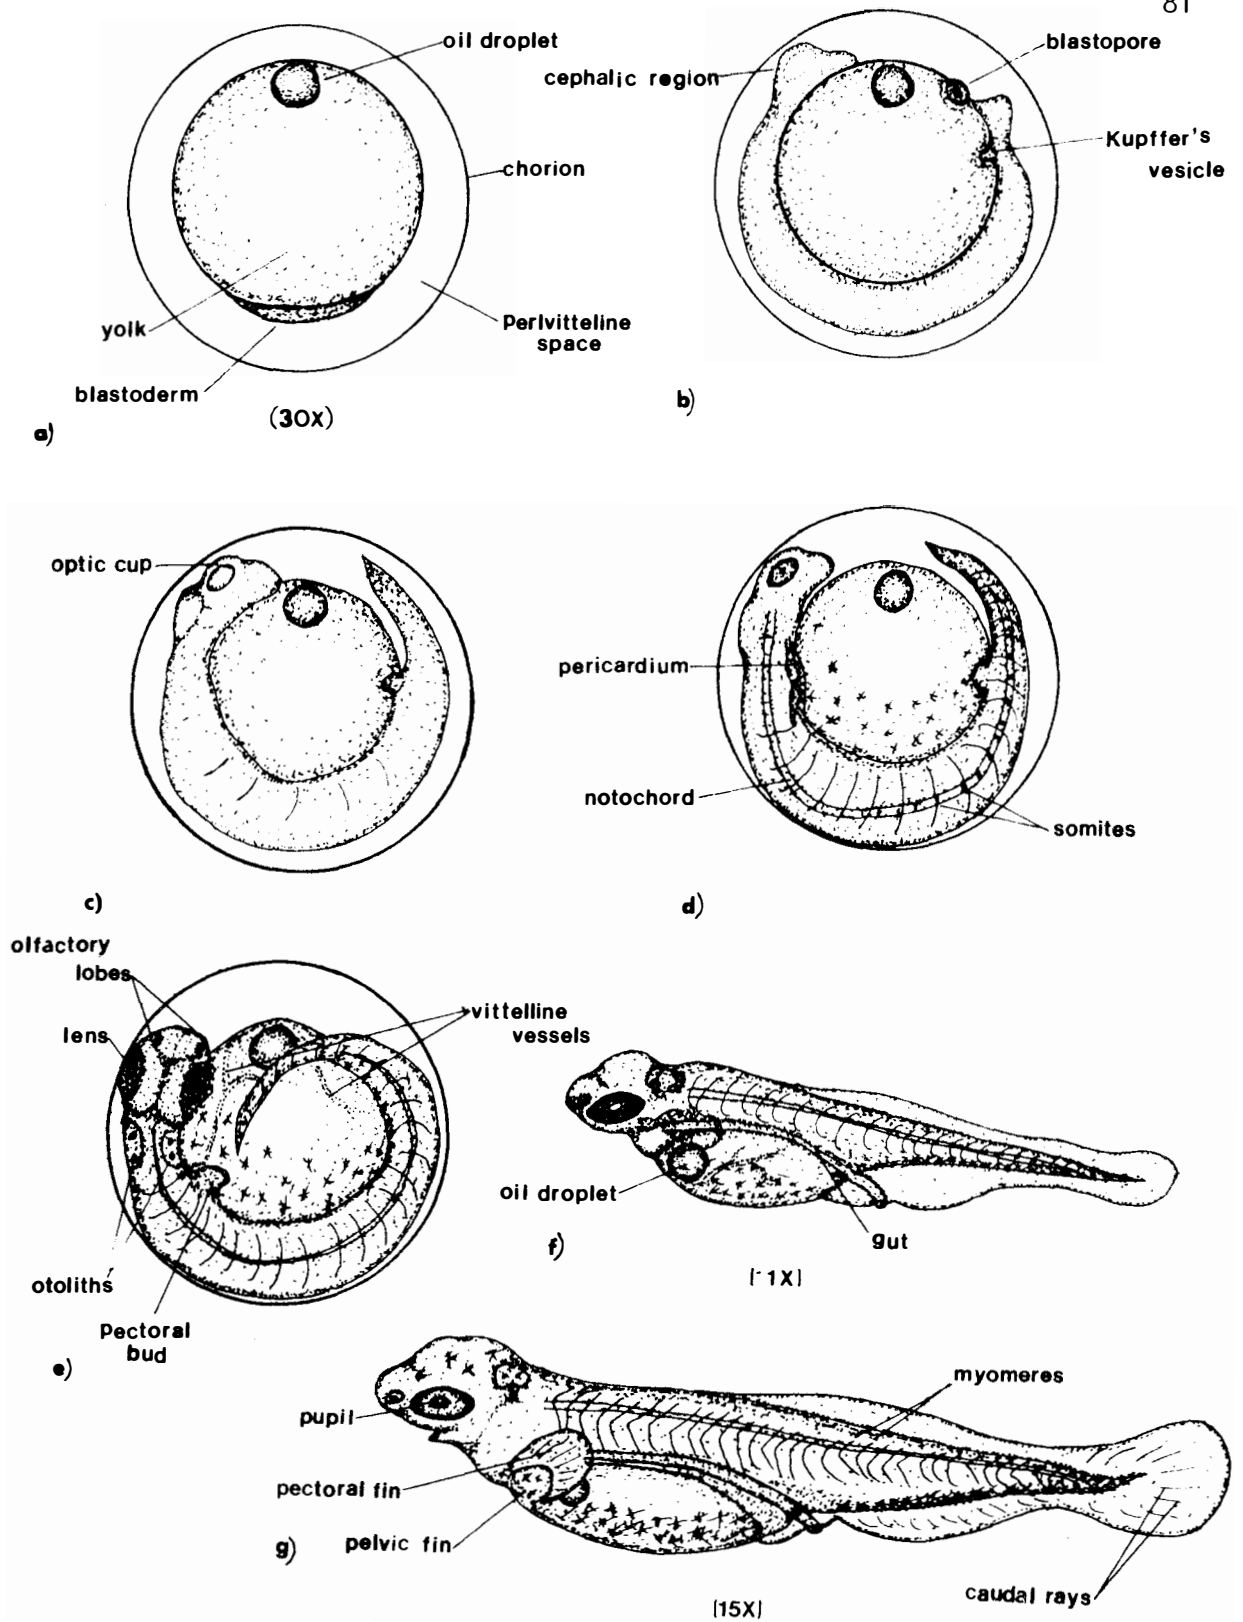 81
oil droplet
chorion
yolk
perivitteline
space
blastoderm
(30X)
a)
cephalic region
blastopore
Kupffer's
vesicle
b)
optic cup
c)
pericardium
notochord
somites
d)
olfactory
lobes
lens
vittelline
vessels
otoliths
Pectoral
bud
e)
oil droplet
gut
f)
pupil
pectoral fin
pelvic fin
myomeres
caudal rays
g)
(15X)